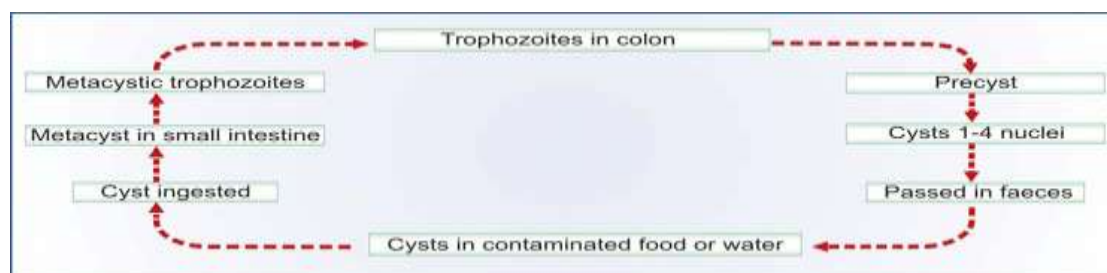 Trophozoites in colon
Metacystic trophozoites
Precyst
Metacyst in small intestine
Cysts 1-4 nuclei
Cyst ingested
Passed in faeces
Cysts in contaminated food or water